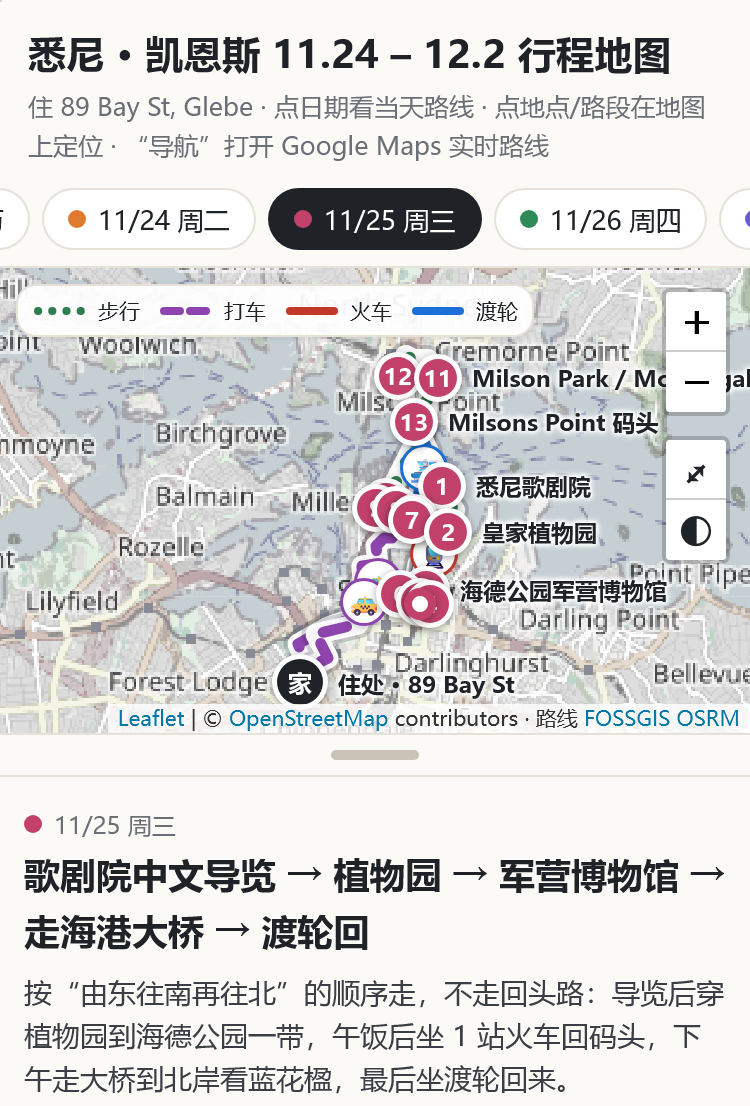 悉尼 · 凯恩斯 11.24 – 12.2 行程地图
住 89 Bay St, Glebe · 点日期看当天路线 · 点地点/路段在地图
上定位 · “导航”打开 Google Maps 实时路线
11/24 周二
11/25 周三
11/26 周四
步行
打车
火车
渡轮
Woolwich
Cremorne Point
12
11
Milson Park / Mc
13
Milsons Point 码头
Birchgrove
1
悉尼歌剧院
Balmain
7
2
皇家植物园
Rozelle
海德公园军营博物馆
Lilyfield
Darling Point
Darlinghurst
Forest Lodge
家
住处 · 89 Bay St
Leaflet | © OpenStreetMap contributors · 路线 FOSSGIS OSRM
11/25 周三
歌剧院中文导览 → 植物园 → 军营博物馆 →
走海港大桥 → 渡轮回
按“由东往南再往北”的顺序走，不走回头路：导览后穿
植物园到海德公园一带，午饭后坐 1 站火车回码头，下
午走大桥到北岸看蓝花楹，最后坐渡轮回来。